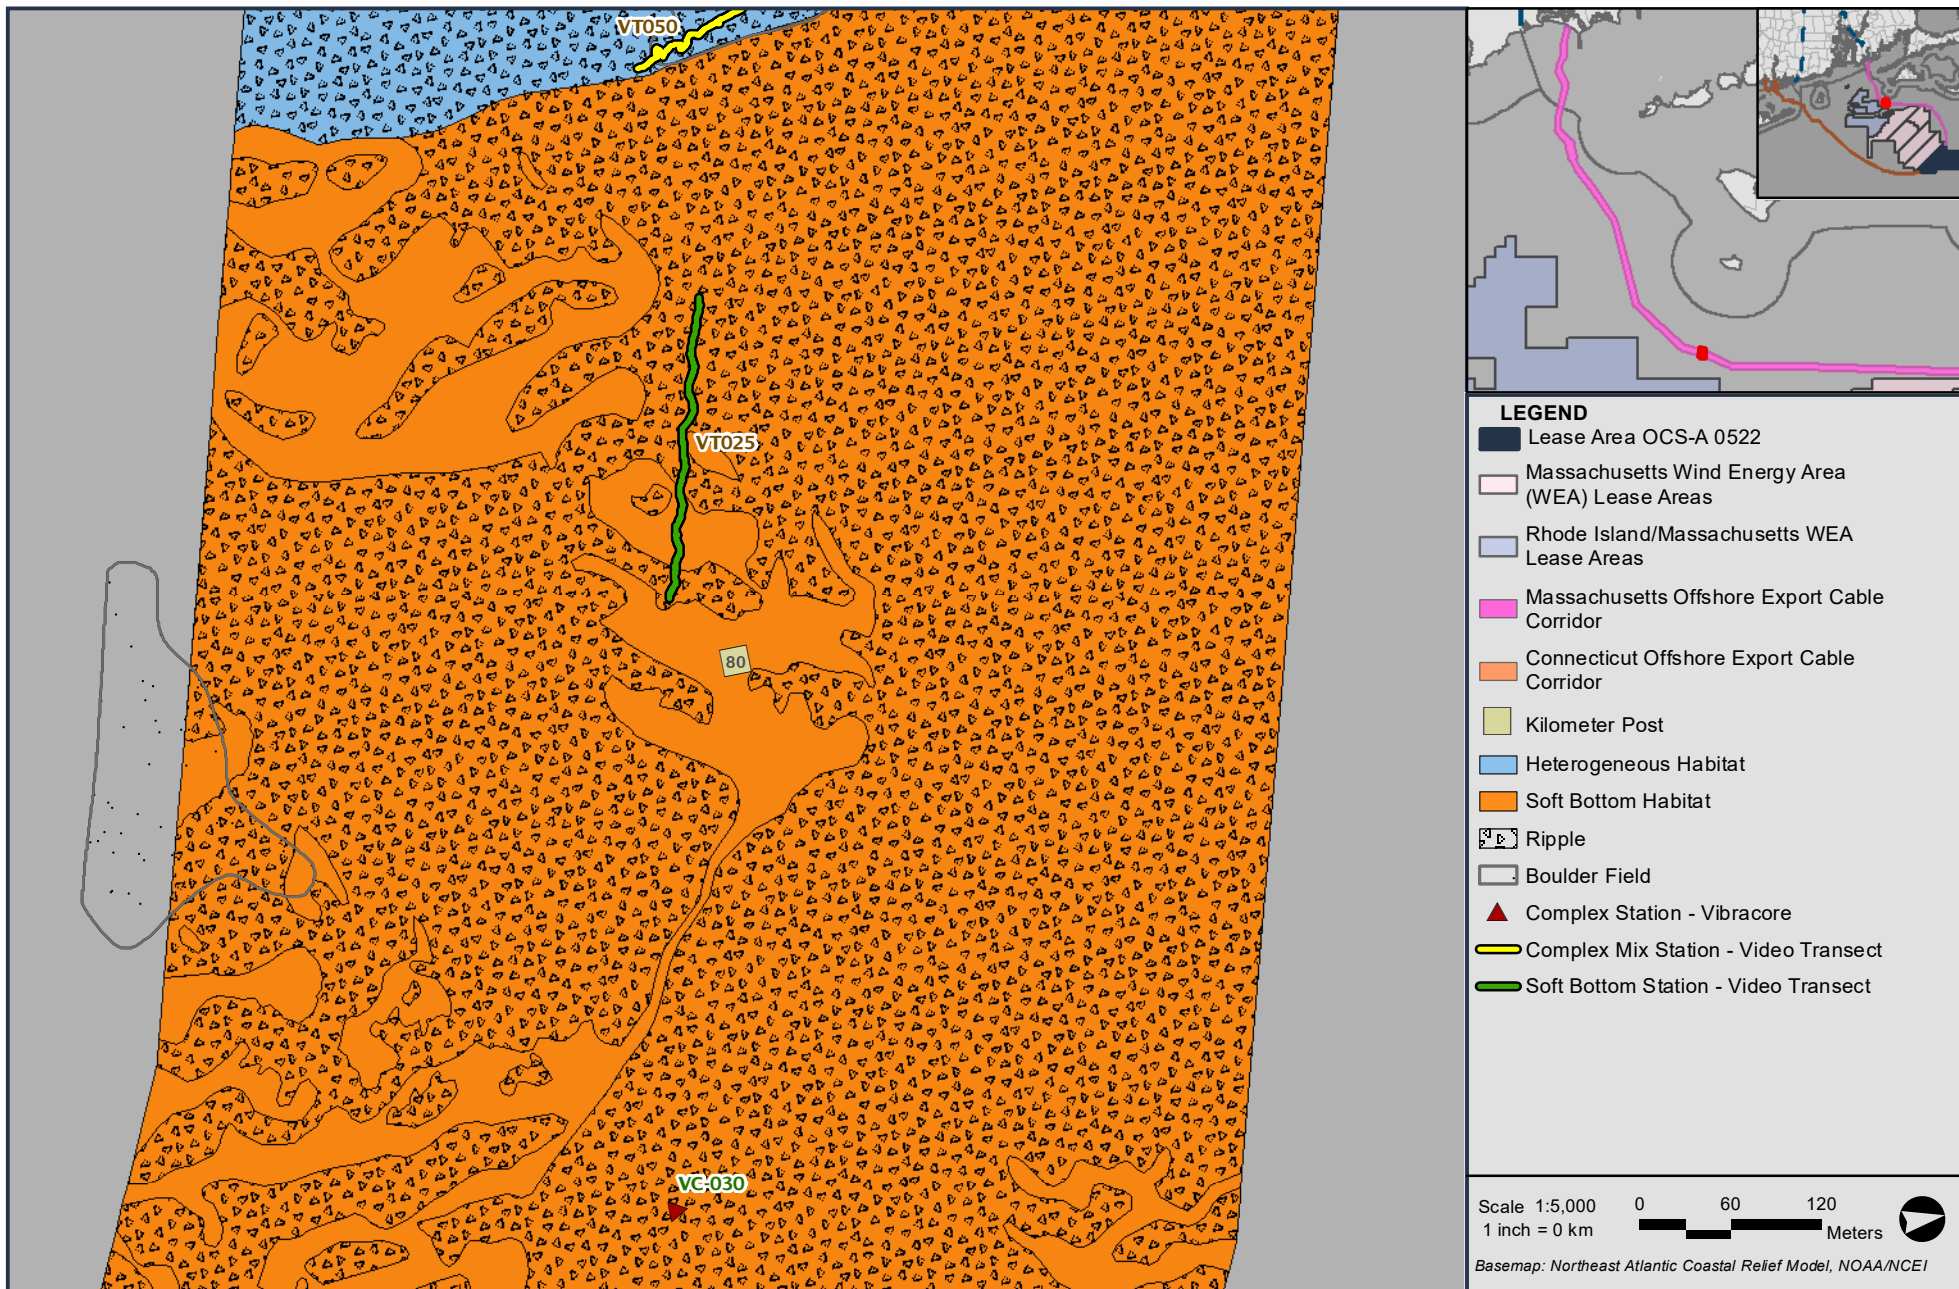 VT050
VT025
80
VC-030
LEGEND
Lease Area OCS-A 0522
Massachusetts Wind Energy Area
(WEA) Lease Areas
Rhode Island/Massachusetts WEA
Lease Areas
Massachusetts Offshore Export Cable
Corridor
Connecticut Offshore Export Cable
Corridor
Kilometer Post
Heterogeneous Habitat
Soft Bottom Habitat
Ripple
Boulder Field
Complex Station - Vibracore
Complex Mix Station - Video Transect
Soft Bottom Station - Video Transect
Scale 1:5,000
1 inch = 0 km
0 60 120
Meters
Basemap: Northeast Atlantic Coastal Relief Model, NOAA/NCEI